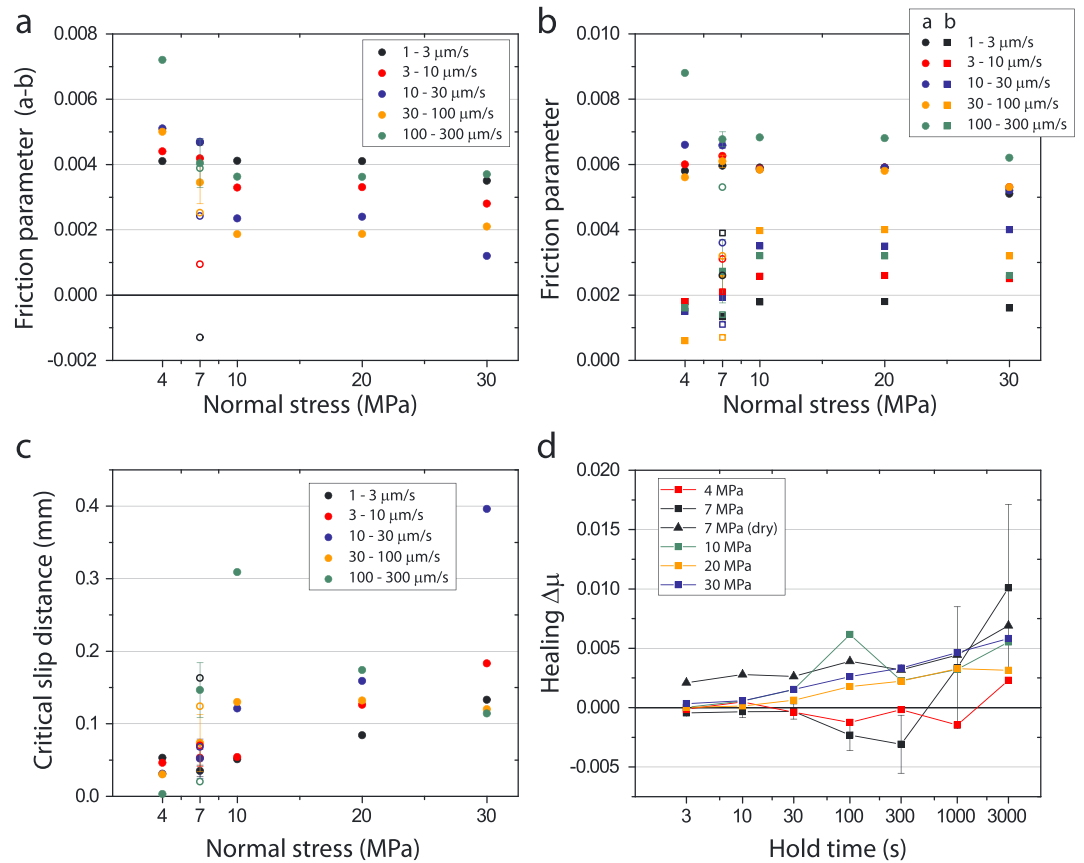 a
0.008
0.006
0.004
0.002
0.000
-0.002
Friction parameter (a-b)
1 - 3 μm/s
3 - 10 μm/s
10 - 30 μm/s
30 - 100 μm/s
100 - 300 μm/s
4 7 10 20 30
Normal stress (MPa)
b
0.010
0.008
0.006
0.004
0.002
0.000
Friction parameter
a b
1 - 3 μm/s
3 - 10 μm/s
10 - 30 μm/s
30 - 100 μm/s
100 - 300 μm/s
4 7 10 20 30
Normal stress (MPa)
c
0.4
0.3
0.2
0.1
0.0
Critical slip distance (mm)
1 - 3 μm/s
3 - 10 μm/s
10 - 30 μm/s
30 - 100 μm/s
100 - 300 μm/s
4 7 10 20 30
Normal stress (MPa)
d
0.020
0.015
0.010
0.005
0.000
-0.005
Healing Δμ
4 MPa
7 MPa
7 MPa (dry)
10 MPa
20 MPa
30 MPa
3 10 30 100 300 1000 3000
Hold time (s)